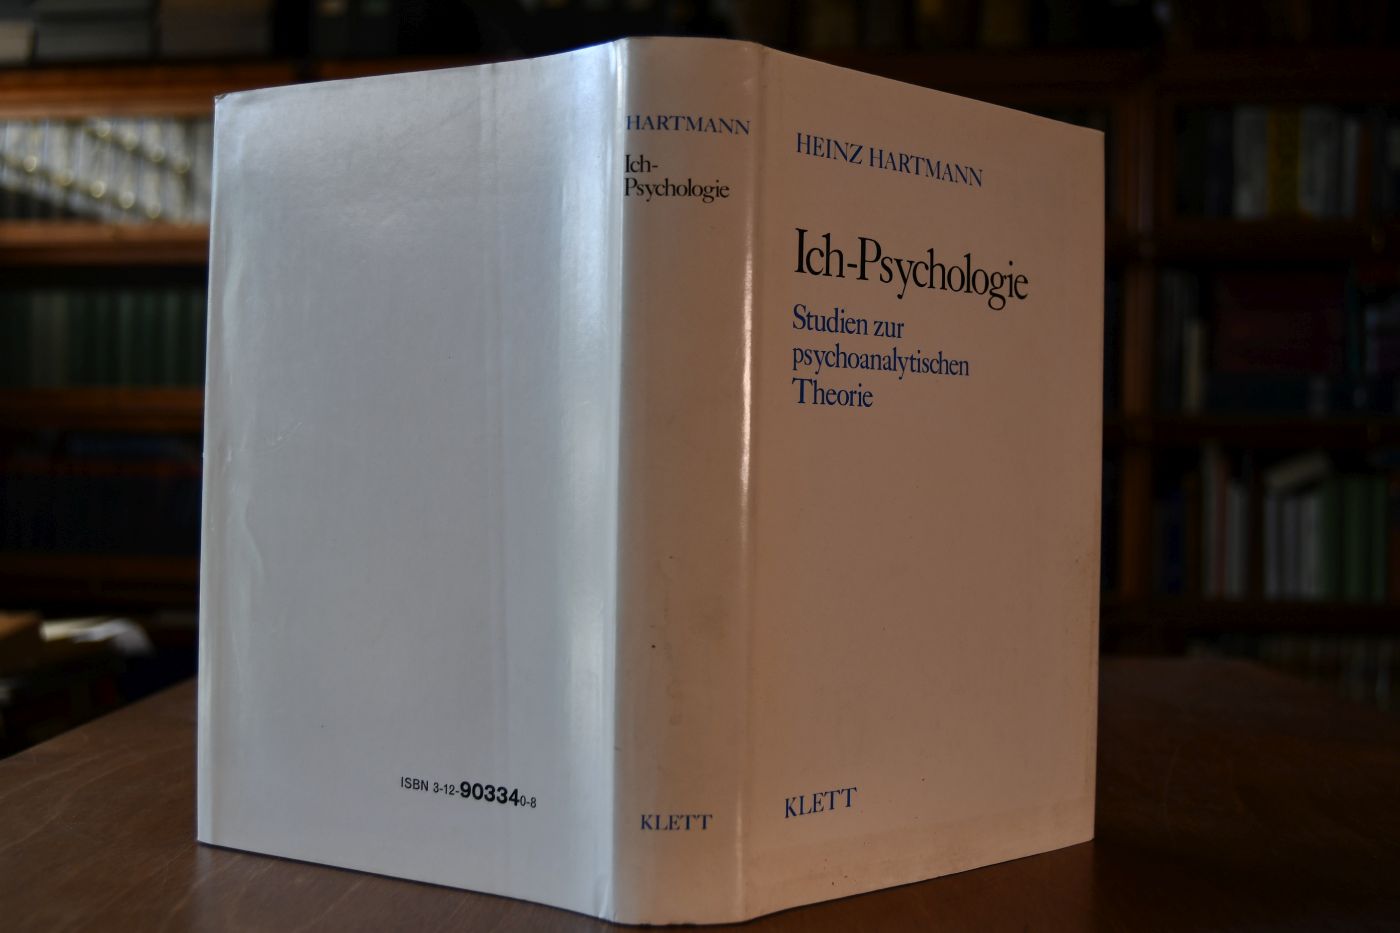 ISBN 3-12-903340-8
HARTMANN
Ich-
Psychologie
KLETT
HEINZ HARTMANN
Ich-Psychologie
Studien zur
psychoanalytischen
Theorie
KLETT